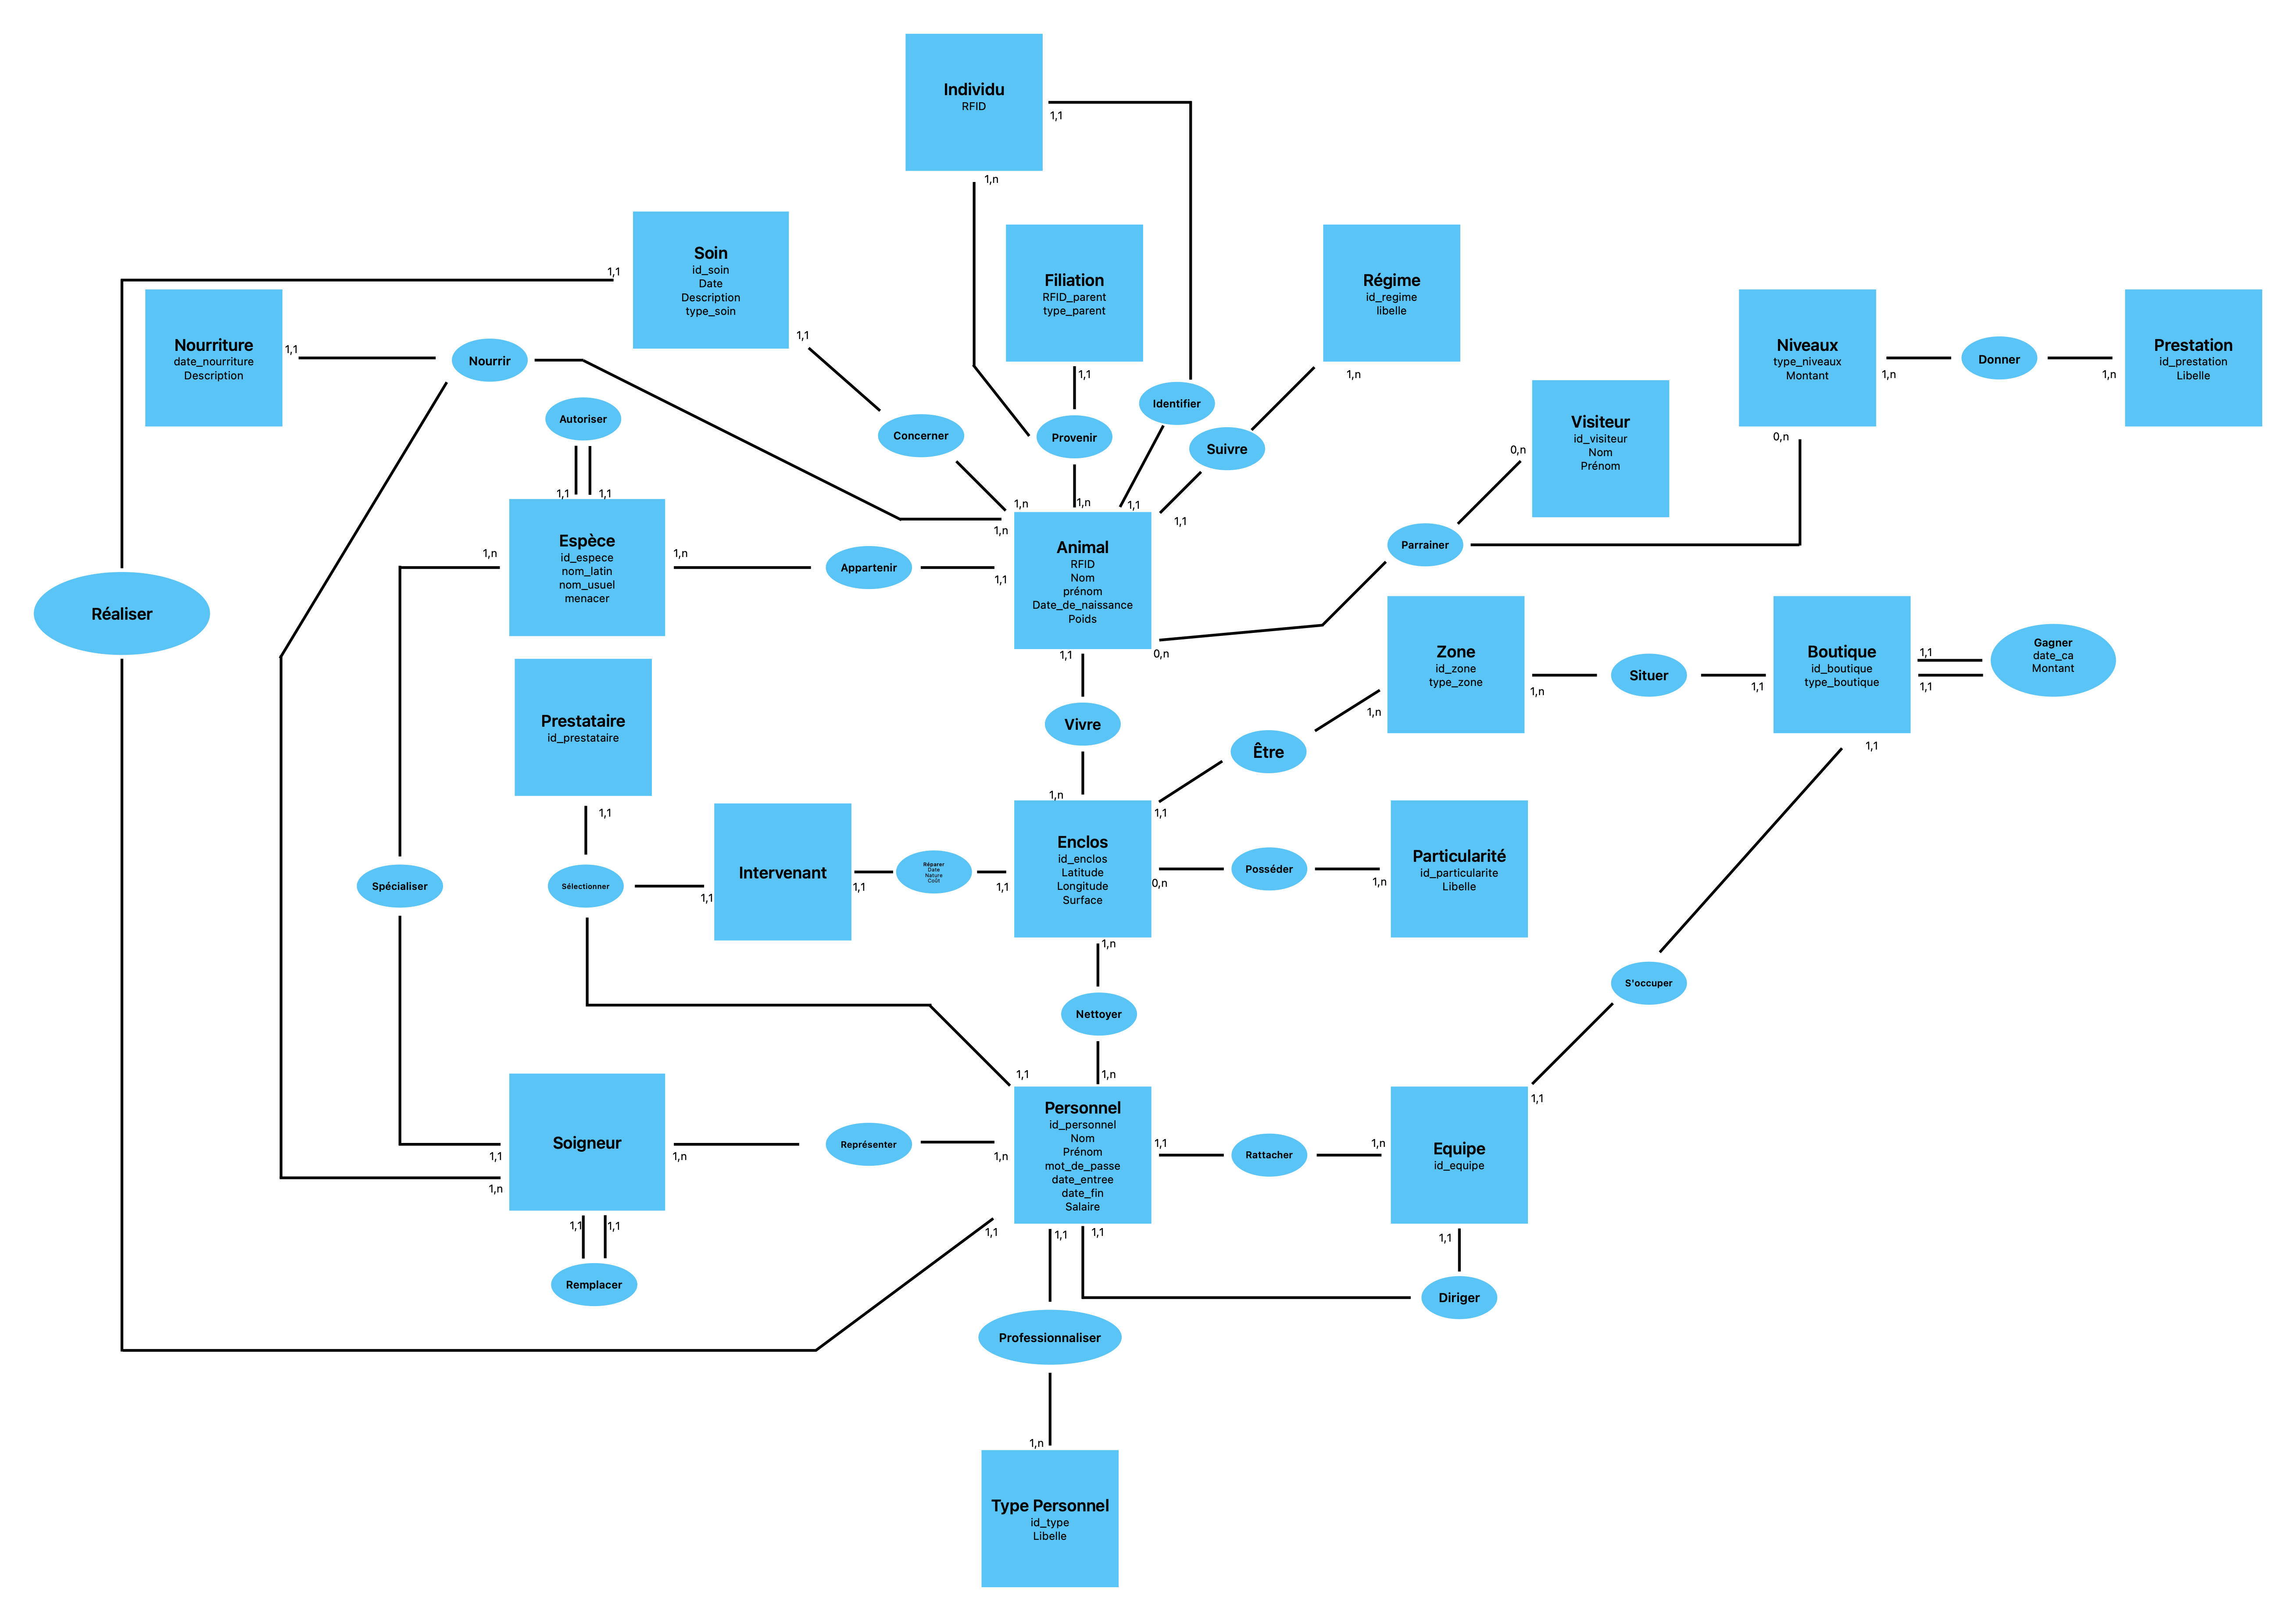 Individu
RFID
1,1
1,n
Soin
id_soin
Date
Description
type_soin
1,1
1,1
Filiation
RFID_parent
type_parent
1,1
Régime
id_regime
libelle
1,n
Nourriture
date_nourriture
Description
1,1
Nourrir
Niveaux
type_niveaux
Montant
1,n
0,n
Donner
Prestation
id_prestation
Libelle
1,n
Autoriser
1,1
1,1
Concerner
1,n
Provenir
1,n
Identifier
1,1
Suivre
1,1
Visiteur
id_visiteur
Nom
Prénom
0,n
Parrainer
Espèce
id_espece
nom_latin
nom_usuel
menacer
1,n
1,n
Appartenir
1,n
1,1
Animal
RFID
Nom
prénom
Date_de_naissance
Poids
1,1
0,n
Réaliser
Prestataire
id_prestataire
1,1
Vivre
1,n
Être
1,n
1,1
Zone
id_zone
type_zone
1,n
Situer
1,1
Boutique
id_boutique
type_boutique
1,1
1,1
1,1
Gagner
date_ca
Montant
Spécialiser
Sélectionner
1,1
Intervenant
1,1
Réparer
Date
Nature
Coût
1,1
Enclos
id_enclos
Latitude
Longitude
Surface
0,n
1,n
Posséder
1,n
Particularité
id_particularite
Libelle
Nettoyer
1,n
1,1
S'occuper
1,1
Soigneur
1,1
1,n
1,n
1,1
1,1
Remplacer
Représenter
1,n
Personnel
id_personnel
Nom
Prénom
mot_de_passe
date_entree
date_fin
Salaire
1,1
1,1
1,1
1,1
Rattacher
1,n
Equipe
id_equipe
1,1
Diriger
Professionnaliser
1,n
Type Personnel
id_type
Libelle